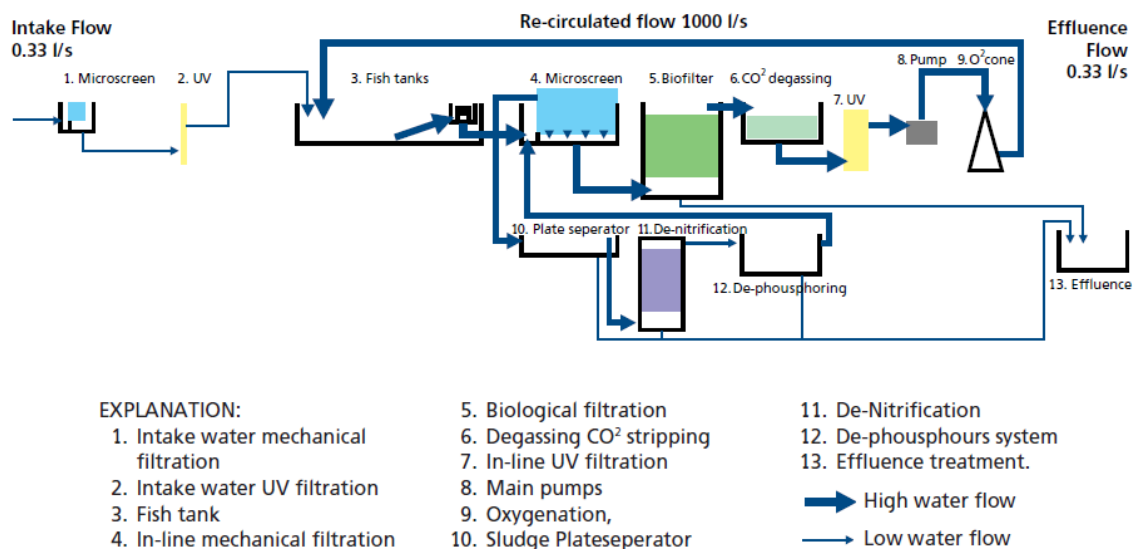 Intake Flow
0.33 l/s
Re-circulated flow 1000 l/s
Effluence
Flow
0.33 l/s
1. Microscreen
2. UV
3. Fish tanks
4. Microscreen
5. Biofilter
6. CO² degassing
7. UV
8. Pump
9. O²cone
10. Plate seperator
11. De-nitrification
12. De-phousphoring
13. Effluence
EXPLANATION:
1. Intake water mechanical
filtration
2. Intake water UV filtration
3. Fish tank
4. In-line mechanical filtration
5. Biological filtration
6. Degassing CO² stripping
7. In-line UV filtration
8. Main pumps
9. Oxygenation,
10. Sludge Plateseperator
11. De-Nitrification
12. De-phousphours system
13. Effluence treatment.
High water flow
Low water flow